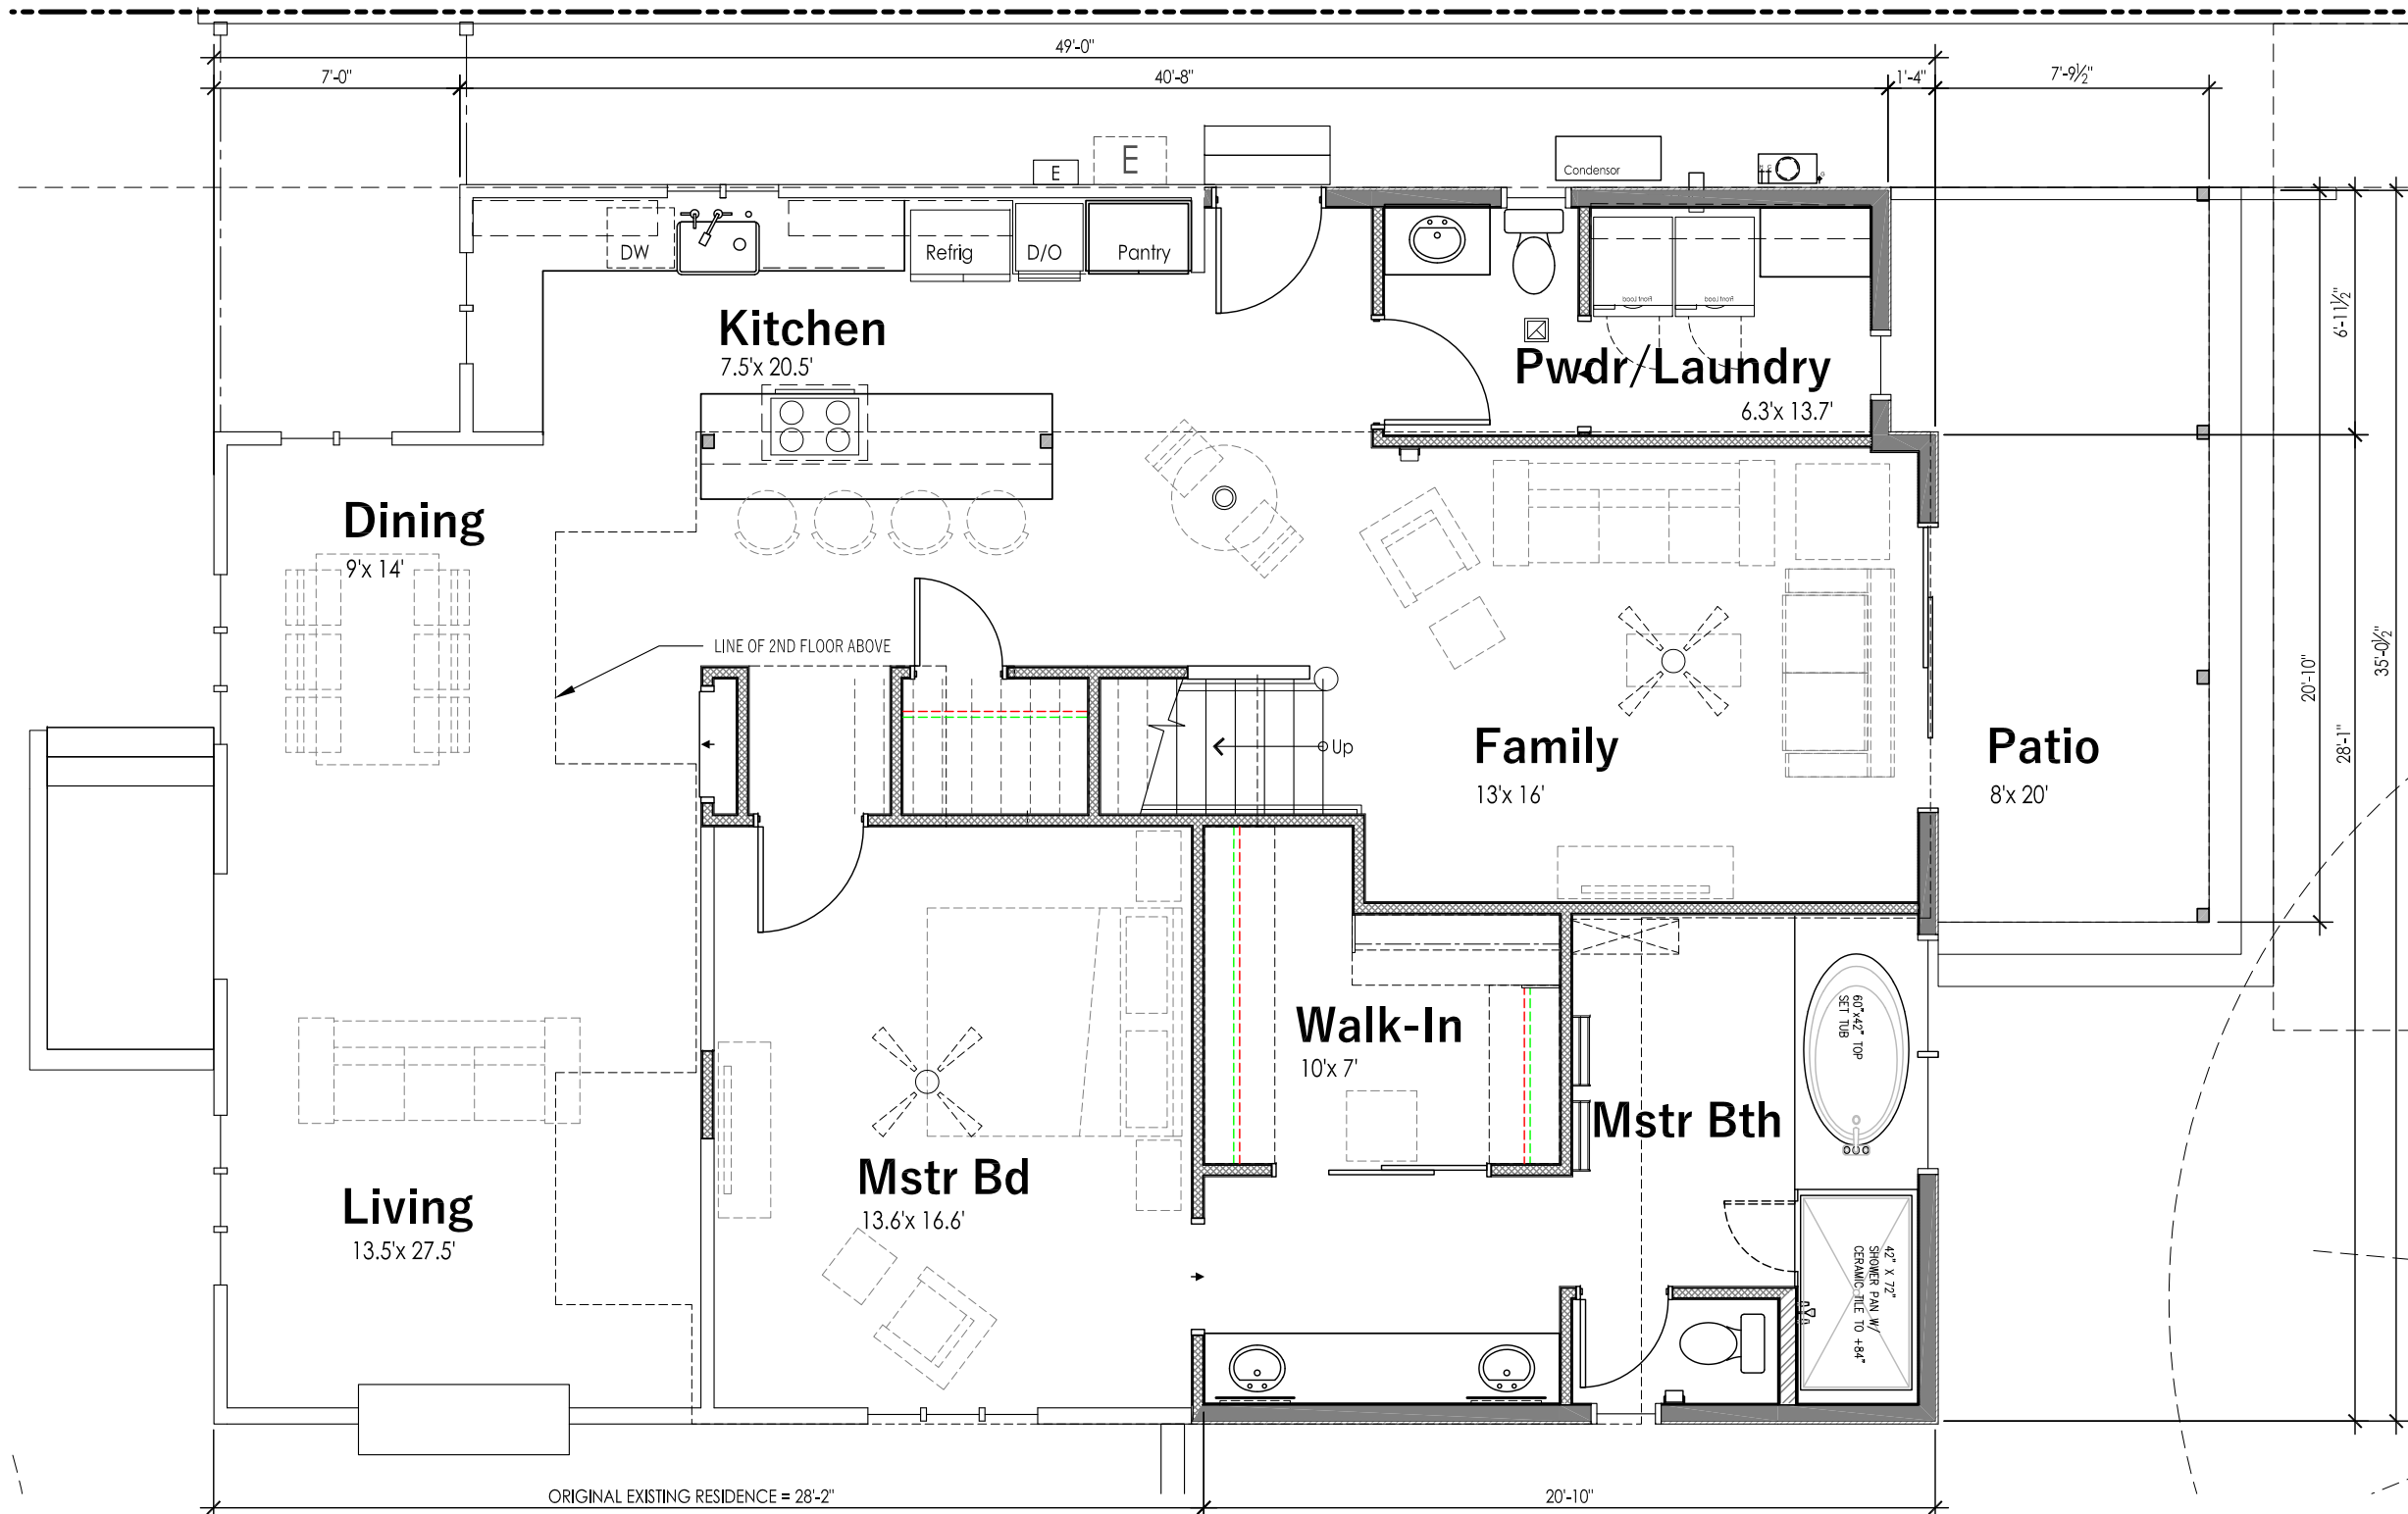 49'-0"
7'-0"
40'-8"
1'-4"
7'-9½"
E
E
Condensor
DW
Refrig
D/O
Pantry
Front Load
Front Load
Kitchen
7.5'x 20.5'
Pwdr/Laundry
6.3'x 13.7'
6'-11½"
Dining
9'x 14'
LINE OF 2ND FLOOR ABOVE
Up
Family
13'x 16'
Patio
8'x 20'
20'-10"
28'-1"
35'-0½"
60"x42" TOP
SET TUB
Walk-In
10'x 7'
Mstr Bth
Mstr Bd
13.6'x 16.6'
Living
13.5'x 27.5'
42" X 72"
SHOWER PAN W/
CERAMIC TILE TO +84"
ORIGINAL EXISTING RESIDENCE = 28'-2"
20'-10"